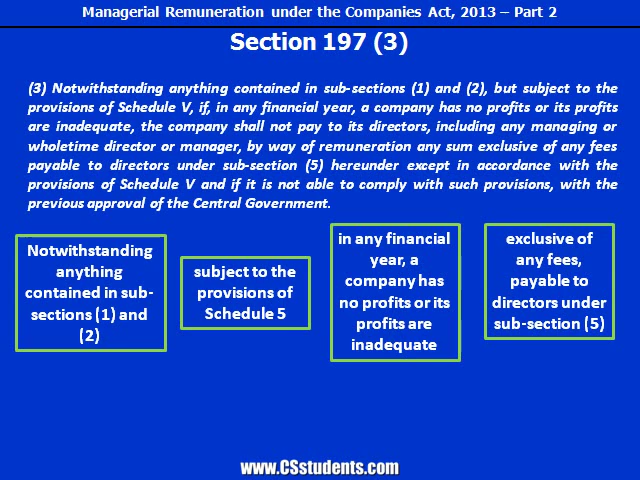 Managerial Remuneration under the Companies Act, 2013 – Part 2
Section 197 (3)
(3) Notwithstanding anything contained in sub-sections (1) and (2), but subject to the
provisions of Schedule V, if, in any financial year, a company has no profits or its profits
are inadequate, the company shall not pay to its directors, including any managing or
wholetime director or manager, by way of remuneration any sum exclusive of any fees
payable to directors under sub-section (5) hereunder except in accordance with the
provisions of Schedule V and if it is not able to comply with such provisions, with the
previous approval of the Central Government.
Notwithstanding
anything
contained in sub-
sections (1) and
(2)
subject to the
provisions of
Schedule 5
in any financial
year, a
company has
no profits or its
profits are
inadequate
exclusive of
any fees,
payable to
directors under
sub-section (5)
www.CSstudents.com